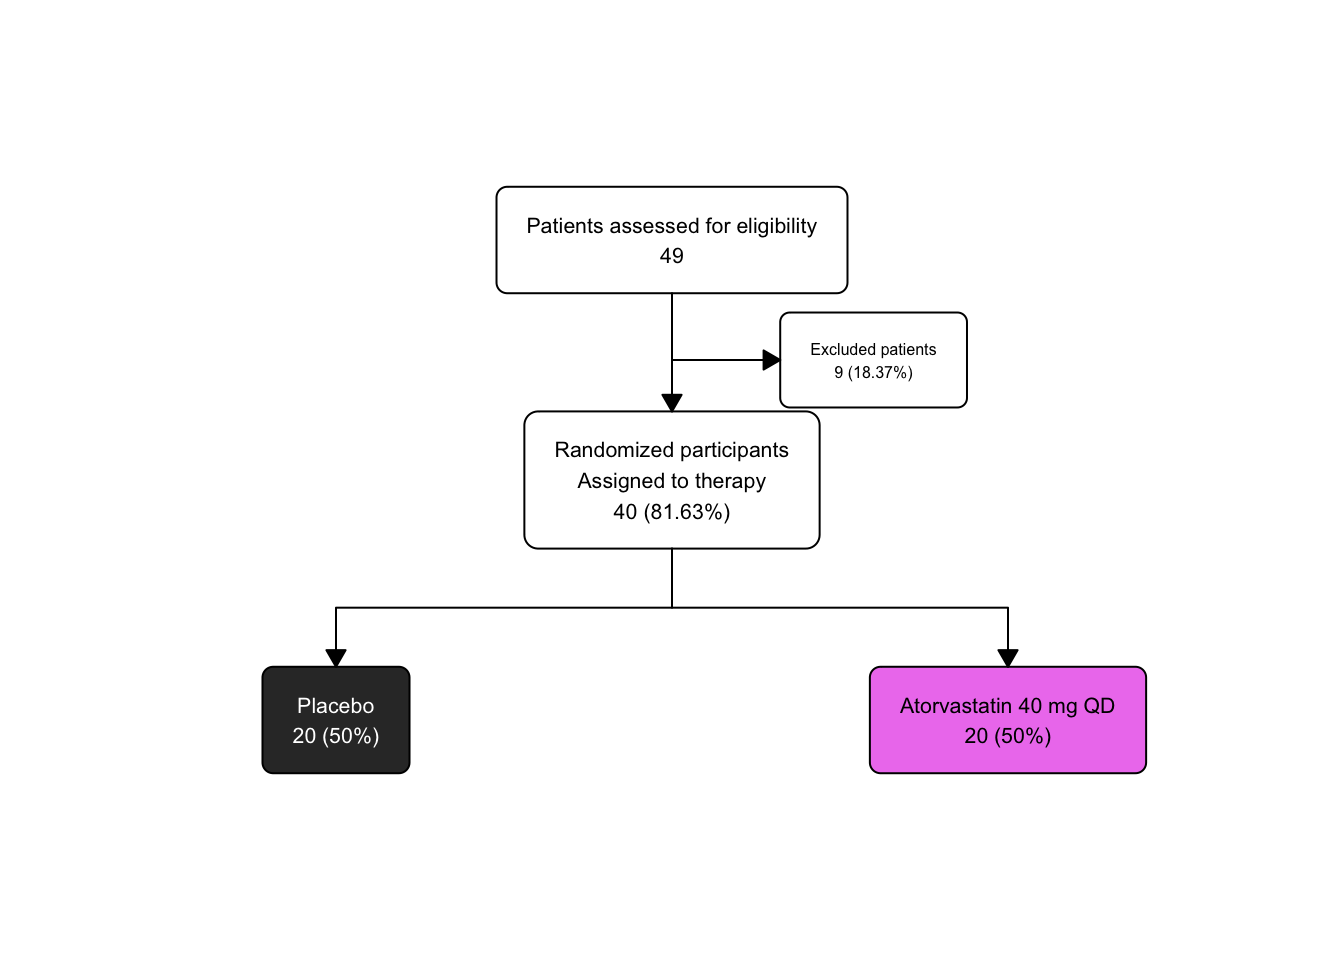 Patients assessed for eligibility
49
Excluded patients
9 (18.37%)
Randomized participants
Assigned to therapy
40 (81.63%)
Placebo
20 (50%)
Atorvastatin 40 mg QD
20 (50%)